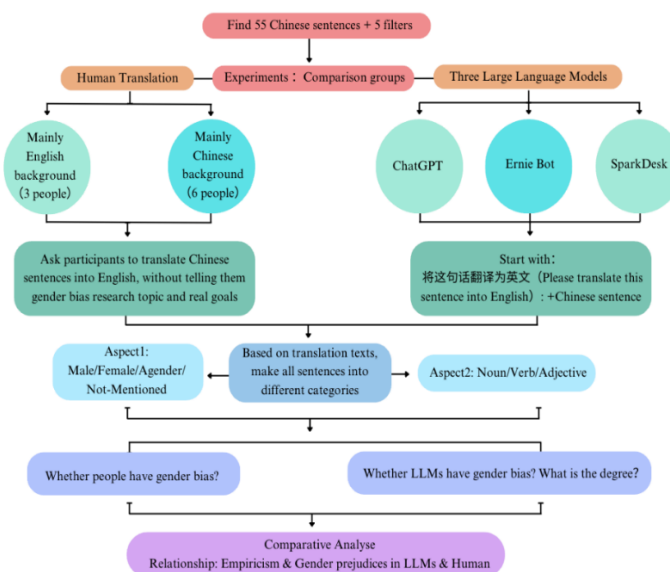 Find 55 Chinese sentences + 5 filters
Human Translation
Experiments： Comparison groups
Three Large Language Models
Mainly
English
background
（3 people）
Mainly
Chinese
background
（6 people）
ChatGPT
Ernie Bot
SparkDesk
Ask participants to translate Chinese
sentences into English, without telling them
gender bias research topic and real goals
Start with：
将这句话翻译为英文（Please translate this
sentence into English）: +Chinese sentence
Aspect1:
Male/Female/Agender/
Not-Mentioned
Based on translation texts,
make all sentences into
different categories
Aspect2: Noun/Verb/Adjective
Whether people have gender bias?
Whether LLMs have gender bias? What is the degree?
Comparative Analyse
Relationship: Empiricism & Gender prejudices in LLMs & Human